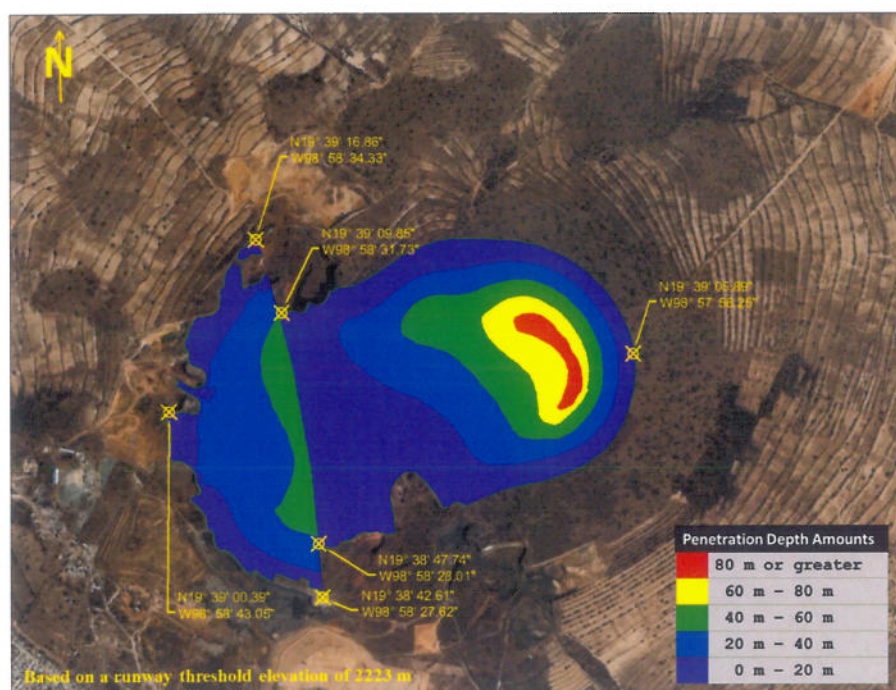 N
N19° 39' 16.86"
W98° 58' 34.33"
N19° 39' 09.85"
W98° 58' 31.73"
N19° 39' 05.89"
W98° 57' 56.25"
N19° 38' 47.74"
W98° 58' 28.01"
N19° 39' 00.39"
W98° 58' 43.05"
N19° 38' 42.61"
W98° 58' 27.62"
Penetration Depth Amounts
80 m or greater
60 m - 80 m
40 m - 60 m
20 m - 40 m
0 m - 20 m
Based on a runway threshold elevation of 2223 m